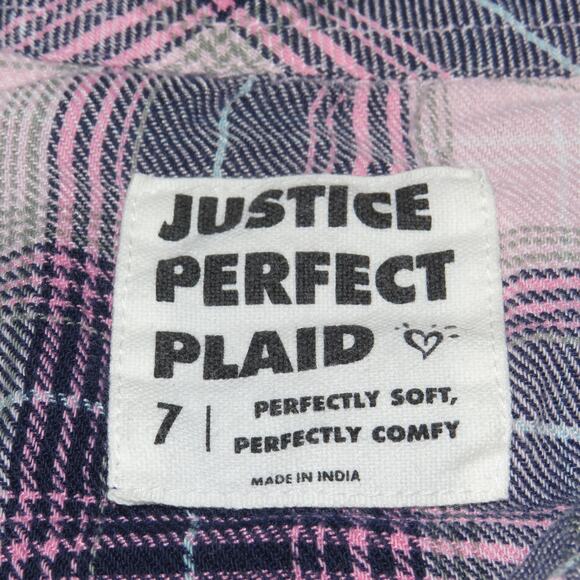 JUSTICE
PERFECT
PLAID
7 | PERFECTLY SOFT,
PERFECTLY COMFY
MADE IN INDIA